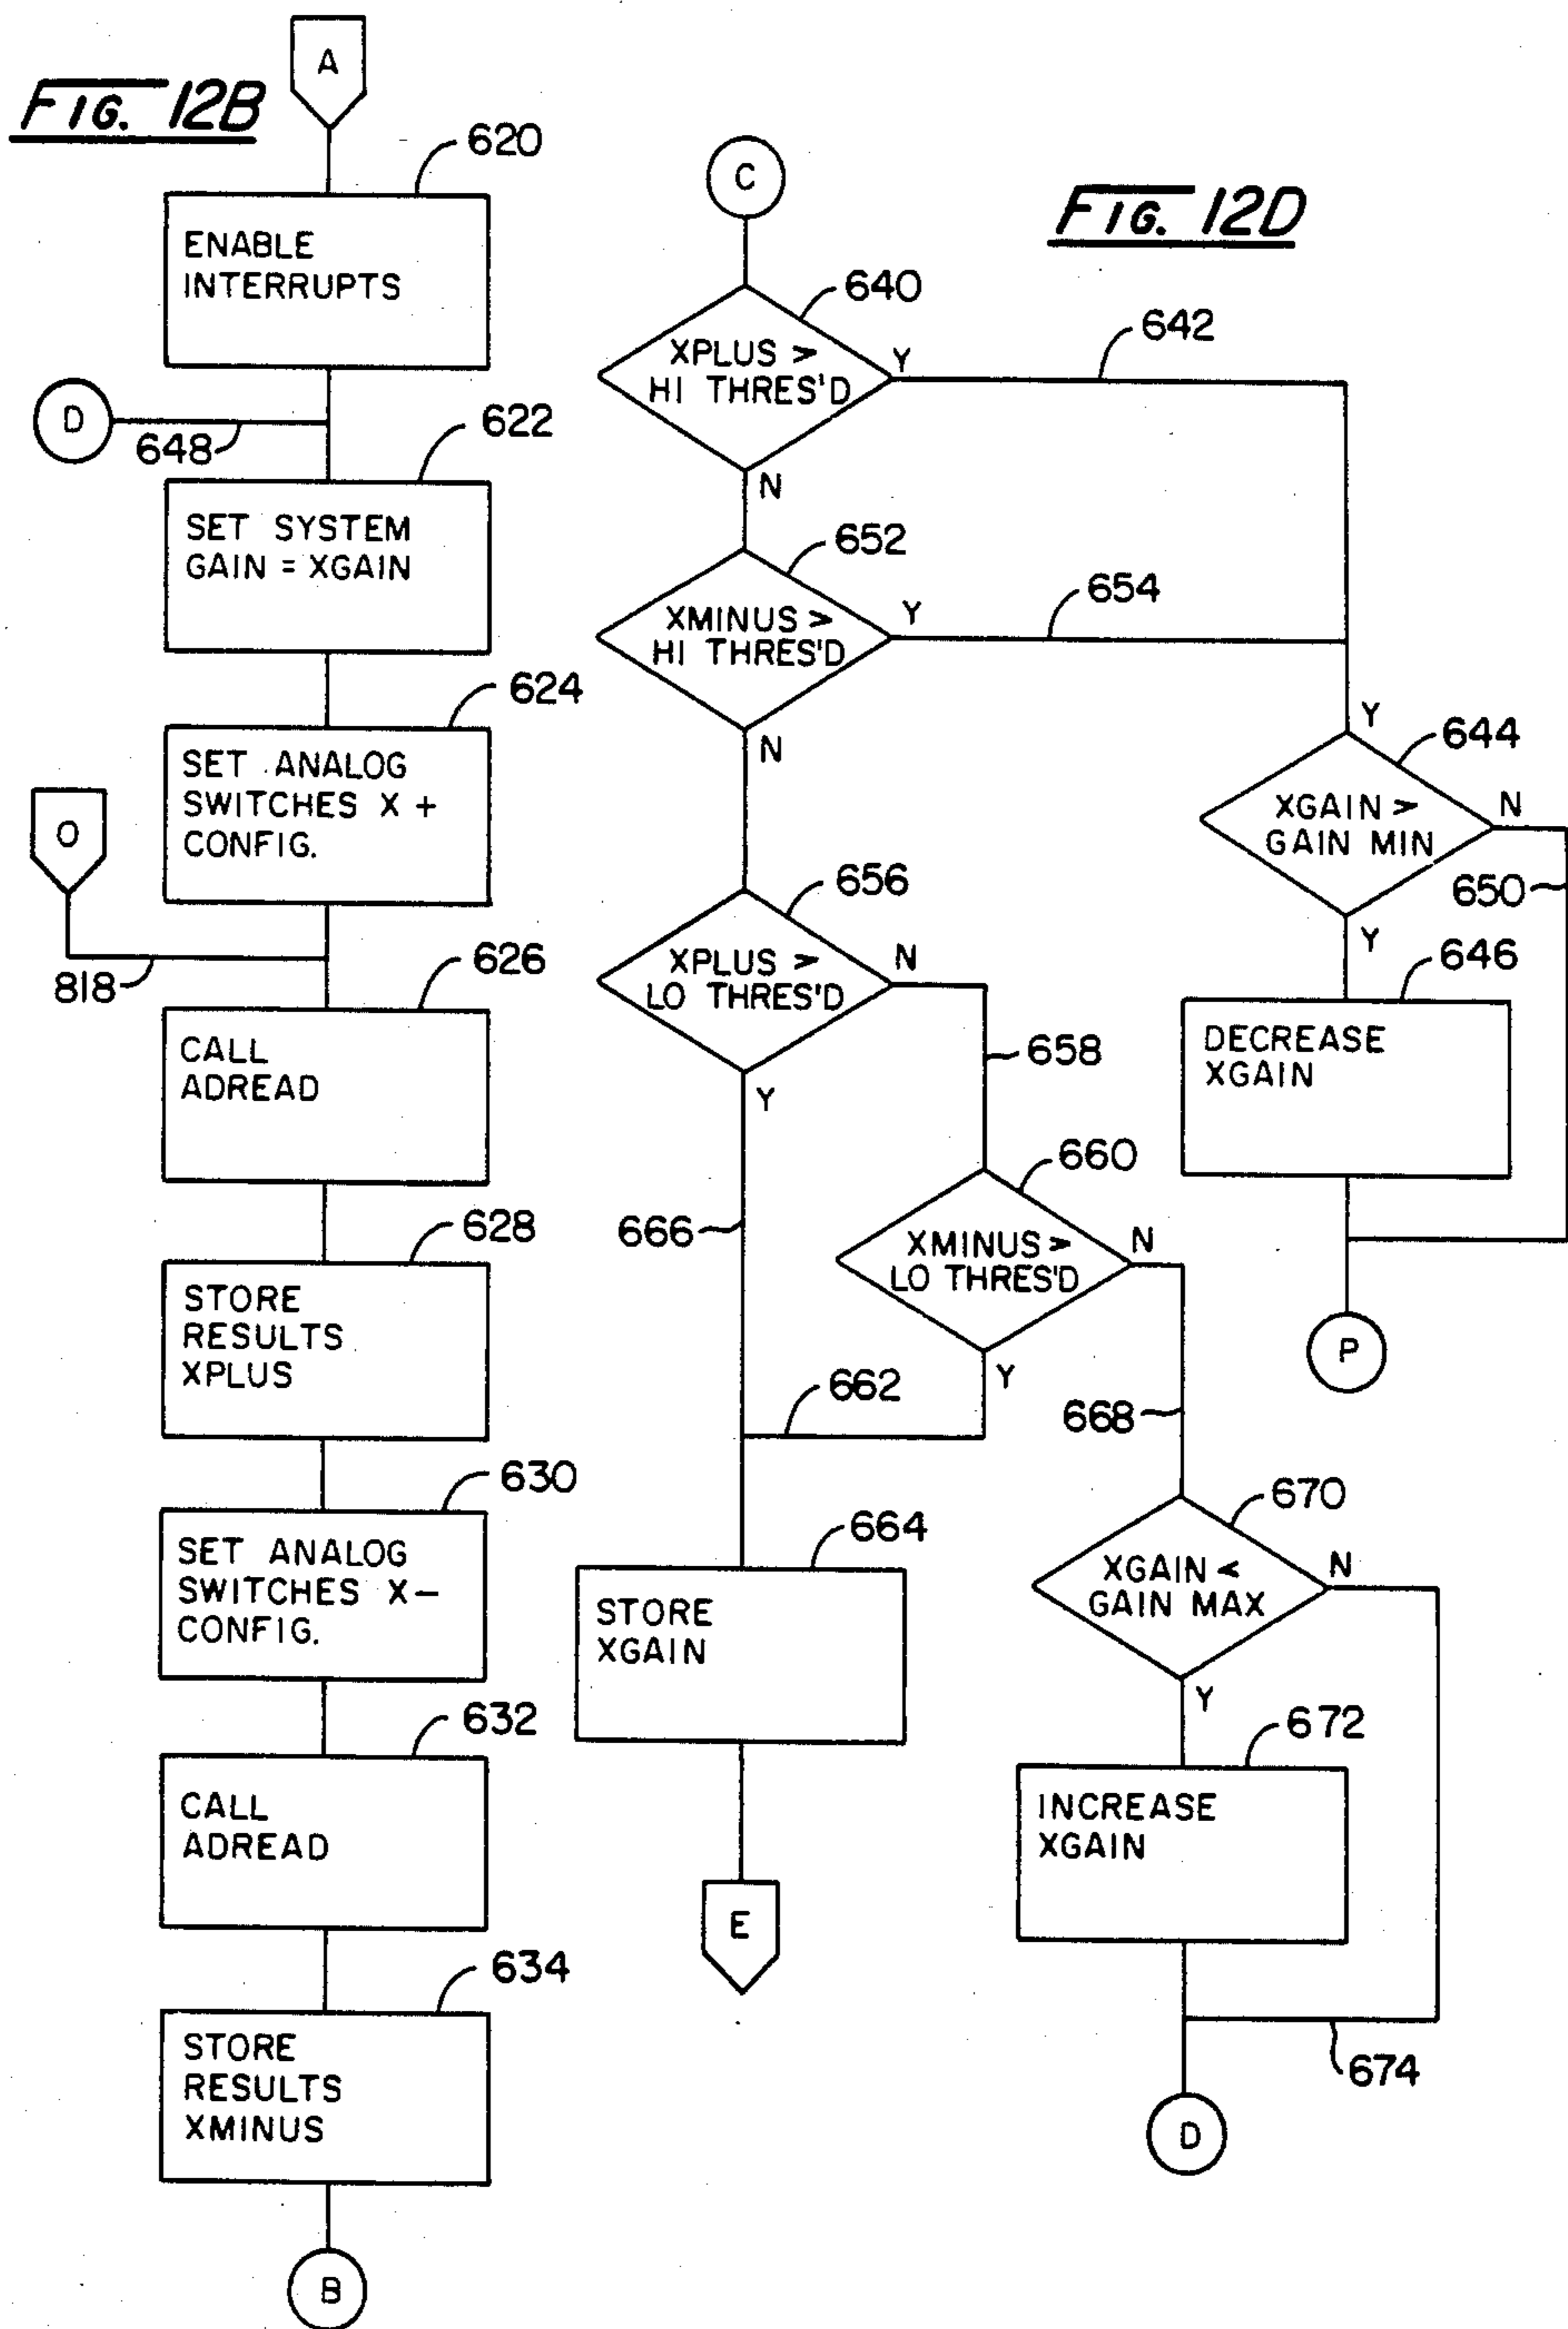 FIG. 12B
A
620
ENABLE
INTERRUPTS
D
648
622
SET SYSTEM
GAIN = XGAIN
624
SET ANALOG
SWITCHES X +
CONFIG.
O
818
626
CALL
ADREAD
628
STORE
RESULTS
XPLUS
630
SET ANALOG
SWITCHES X –
CONFIG.
632
CALL
ADREAD
634
STORE
RESULTS
XMINUS
B
FIG. 12D
C
640
XPLUS >
HI THRES'D
Y
642
N
652
XMINUS >
HI THRES'D
Y
654
N
Y
644
XGAIN >
GAIN MIN
N
650
Y
646
DECREASE
XGAIN
P
656
XPLUS >
LO THRES'D
N
658
Y
666
660
XMINUS >
LO THRES'D
N
Y
662
668
664
STORE
XGAIN
E
670
XGAIN <
GAIN MAX
N
Y
672
INCREASE
XGAIN
674
D